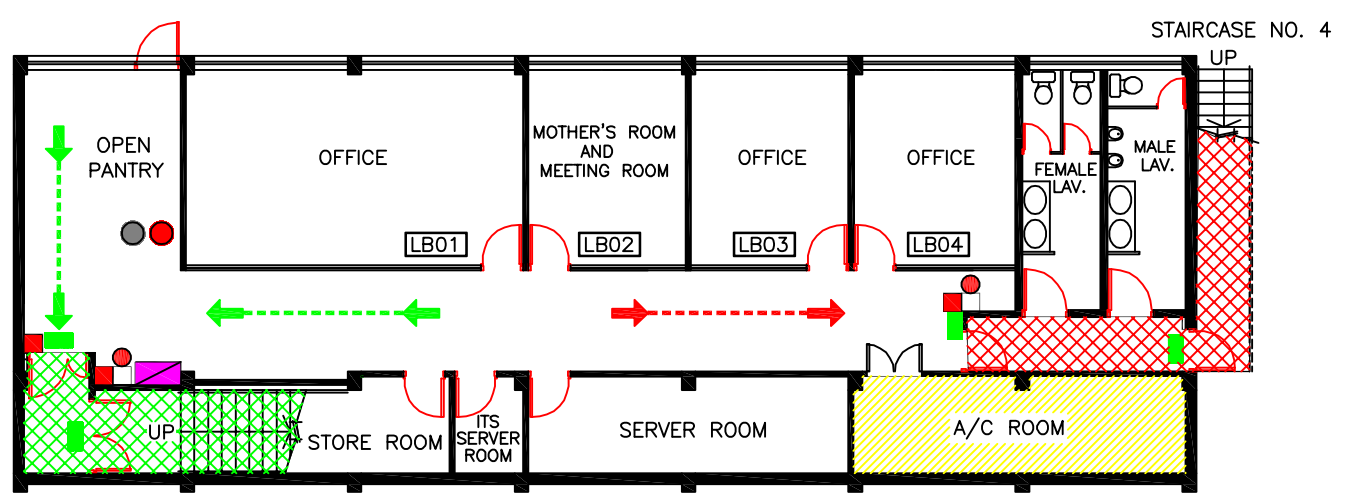 STAIRCASE NO. 4
UP
OPEN
PANTRY
OFFICE
MOTHER'S ROOM
AND
MEETING ROOM
OFFICE
OFFICE
FEMALE
LAV.
MALE
LAV.
LB01
LB02
LB03
LB04
UP
STORE ROOM
ITS
SERVER
ROOM
SERVER ROOM
A/C ROOM